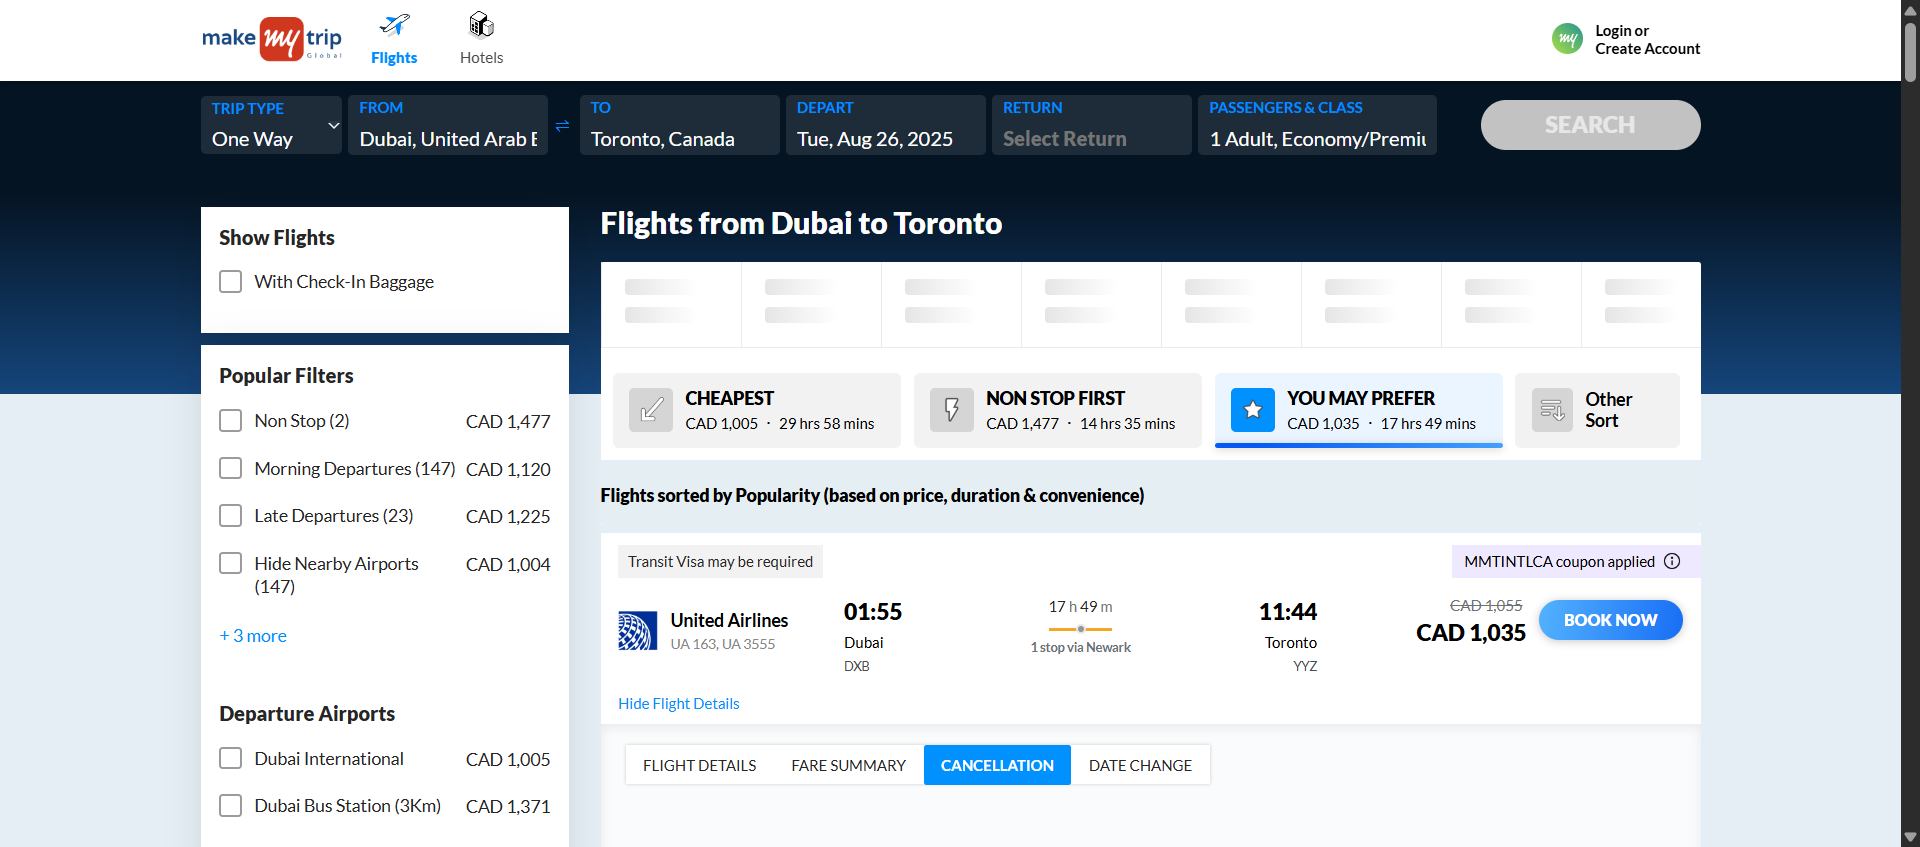 make my trip
Global
Flights
Hotels
my
Login or
Create Account
TRIP TYPE
One Way
FROM
Dubai, United Arab E
TO
Toronto, Canada
DEPART
Tue, Aug 26, 2025
RETURN
Select Return
PASSENGERS & CLASS
1 Adult, Economy/Premiu
SEARCH
Show Flights
With Check-In Baggage
Popular Filters
Non Stop (2) CAD 1,477
Morning Departures (147) CAD 1,120
Late Departures (23) CAD 1,225
Hide Nearby Airports CAD 1,004
(147)
+ 3 more
Departure Airports
Dubai International CAD 1,005
Dubai Bus Station (3Km) CAD 1,371
Flights from Dubai to Toronto
CHEAPEST
CAD 1,005 · 29 hrs 58 mins
NON STOP FIRST
CAD 1,477 · 14 hrs 35 mins
YOU MAY PREFER
CAD 1,035 · 17 hrs 49 mins
Other
Sort
Flights sorted by Popularity (based on price, duration & convenience)
Transit Visa may be required
MMTINTLCA coupon applied
United Airlines
UA 163, UA 3555
01:55
Dubai
DXB
17 h 49 m
1 stop via Newark
11:44
Toronto
YYZ
CAD 1,055
CAD 1,035
BOOK NOW
Hide Flight Details
FLIGHT DETAILS
FARE SUMMARY
CANCELLATION
DATE CHANGE